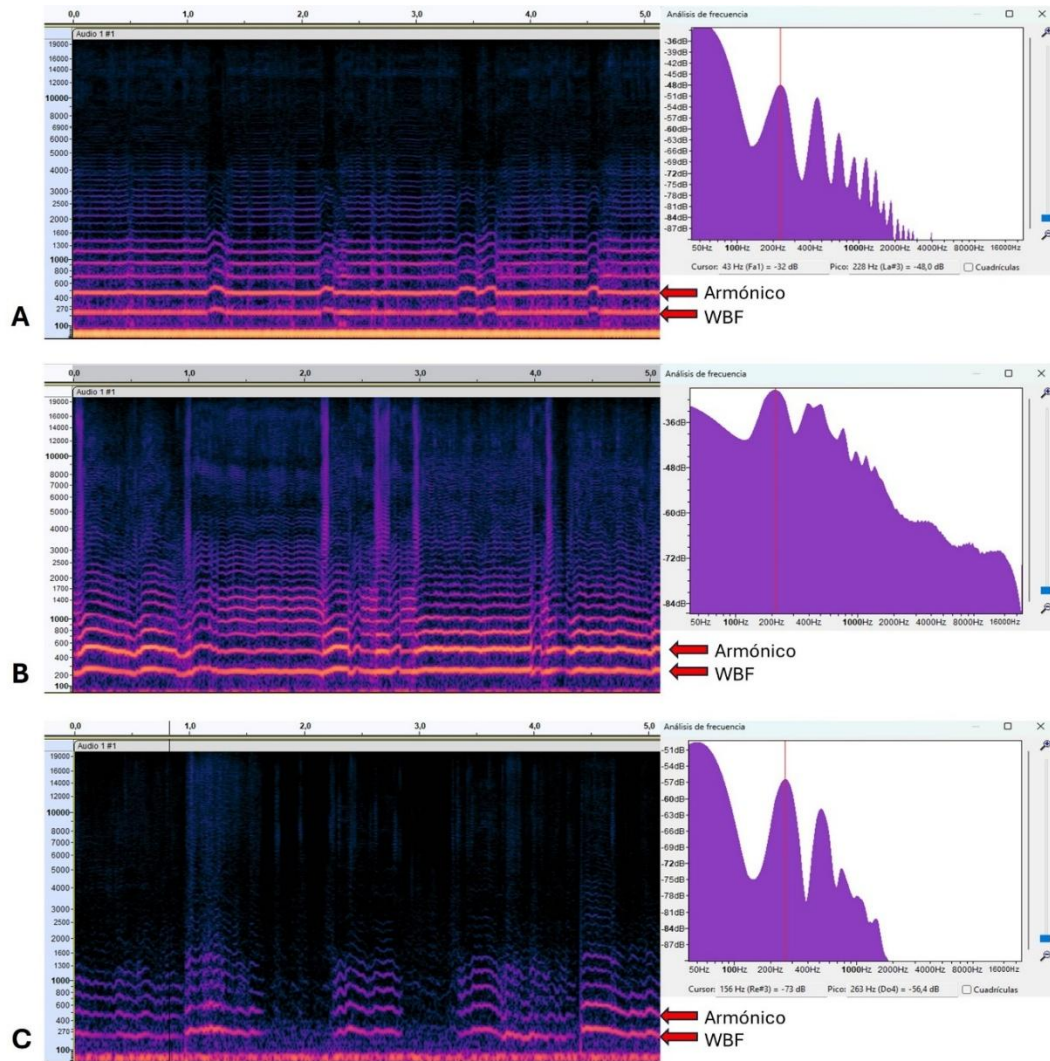 0,0 1,0 2,0 3,0 4,0 5,0
Audio 1 #1
19000
16000
14000
10000
8000
6900
5000
4000
3000
2500
2000
1600
1300
1000
800
600
400
270
100
A
Análisis de frecuencia
-36dB
-39dB
-42dB
-45dB
-48dB
-51dB
-54dB
-57dB
-60dB
-63dB
-66dB
-69dB
-72dB
-75dB
-78dB
-81dB
-84dB
-87dB
50Hz 100Hz 200Hz 400Hz 1000Hz 2000Hz 4000Hz 16000Hz
Cursor: 43 Hz (Fa1) = -32 dB Pico: 228 Hz (La#3) = -48,0 dB Cuadrículas
Armónico
WBF
0,0 1,0 2,0 3,0 4,0 5,0
Audio 1 #1
19000
16000
14000
10000
8000
7000
5000
4000
3000
2500
2000
1700
1400
1000
800
600
400
200
100
B
Análisis de frecuencia
-36dB
-48dB
-60dB
-72dB
-84dB
50Hz 100Hz 200Hz 400Hz 1000Hz 2000Hz 4000Hz 16000Hz
Armónico
WBF
0,0 1,0 2,0 3,0 4,0 5,0
Audio 1 #1
19000
14000
10000
8000
7000
5000
4000
3000
2500
2000
1600
1300
1000
800
600
400
270
100
C
Análisis de frecuencia
-51dB
-54dB
-57dB
-60dB
-63dB
-66dB
-69dB
-72dB
-75dB
-78dB
-81dB
-84dB
-87dB
50Hz 100Hz 200Hz 400Hz 1000Hz 2000Hz 4000Hz 16000Hz
Cursor: 156 Hz (Re#3) = -73 dB Pico: 263 Hz (Do4) = -56,4 dB Cuadrículas
Armónico
WBF